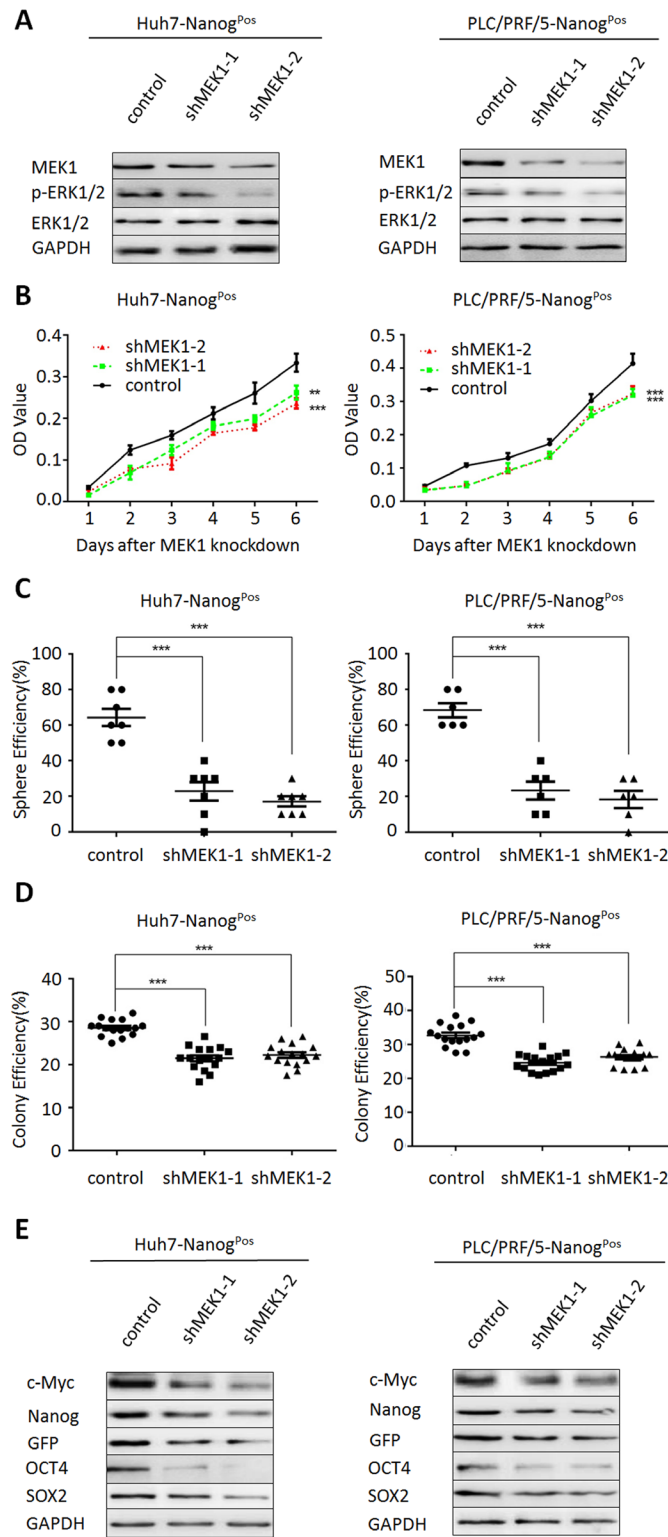 A
Huh7-NanogPos
PLC/PRF/5-NanogPos
control
shMEK1-1
shMEK1-2
control
shMEK1-1
shMEK1-2
MEK1
p-ERK1/2
ERK1/2
GAPDH
MEK1
p-ERK1/2
ERK1/2
GAPDH
B
Huh7-NanogPos
PLC/PRF/5-NanogPos
OD Value
0.4
0.3
0.2
0.1
0.0
shMEK1-2
shMEK1-1
control
**
***
1 2 3 4 5 6
Days after MEK1 knockdown
OD Value
0.5
0.4
0.3
0.2
0.1
0.0
shMEK1-2
shMEK1-1
control
***
***
1 2 3 4 5 6
Days after MEK1 knockdown
C
Huh7-NanogPos
PLC/PRF/5-NanogPos
Sphere Efficiency(%)
100
80
60
40
20
0
***
***
control shMEK1-1 shMEK1-2
Sphere Efficiency(%)
100
80
60
40
20
0
***
***
control shMEK1-1 shMEK1-2
D
Huh7-NanogPos
PLC/PRF/5-NanogPos
Colony Efficiency(%)
40
30
20
10
0
***
***
control shMEK1-1 shMEK1-2
Colony Efficiency(%)
50
40
30
20
10
0
***
***
control shMEK1-1 shMEK1-2
E
Huh7-NanogPos
PLC/PRF/5-NanogPos
control
shMEK1-1
shMEK1-2
control
shMEK1-1
shMEK1-2
c-Myc
Nanog
GFP
OCT4
SOX2
GAPDH
c-Myc
Nanog
GFP
OCT4
SOX2
GAPDH